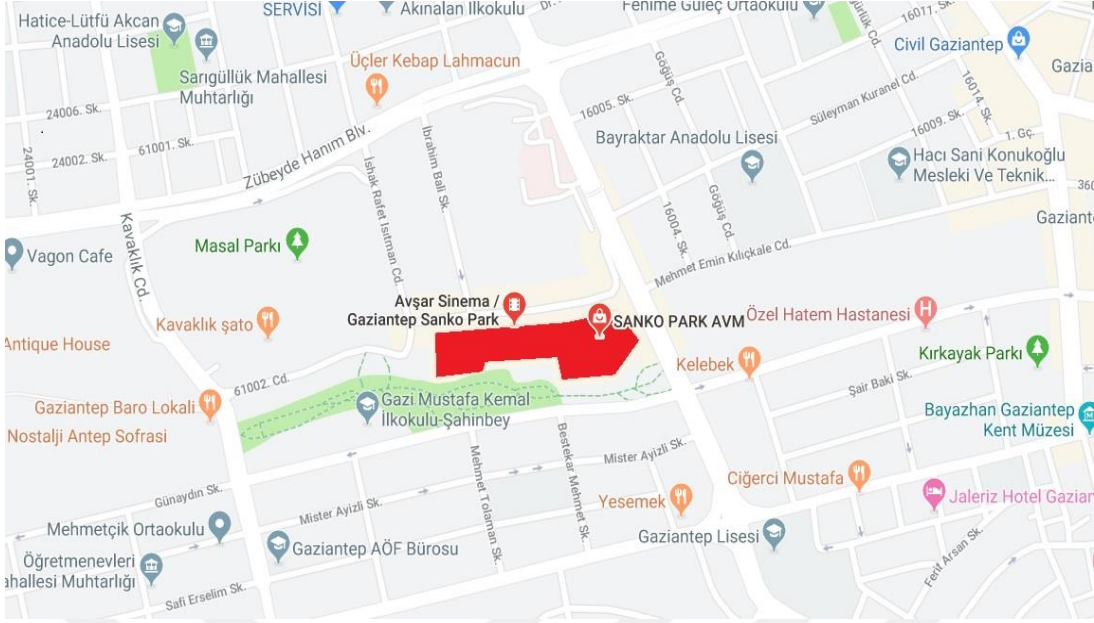 SERVİSİ
Akınalan İlkokulu
Fehime Güleç Ortaokulu
16011. Sk.
Hatice-Lütfü Akcan
Anadolu Lisesi
Civil Gaziantep
Üçler Kebap Lahmacun
Sarıgüllük Mahallesi
Muhtarlığı
Göğüş Cd.
Süleyman Kuranel Cd.
16014. Sk.
24006. Sk.
16005. Sk.
16009. Sk.
1. Gç.
Zübeyde Hanım Blv.
Bayraktar Anadolu Lisesi
24002. Sk.
61001. Sk.
24001. Sk.
İshak Rafet Işıtman Cd.
İbrahim Bali Sk.
Hacı Sani Konukoğlu
Mesleki Ve Teknik...
Göğüş Cd.
16004. Sk.
Kavaklık Cd.
Masal Parkı
Vagon Cafe
Mehmet Emin Kılıçkale Cd.
Avşar Sinema /
Gaziantep Sanko Park
SANKO PARK AVM
Özel Hatem Hastanesi
Kavaklık şato
Antique House
Kelebek
Kırkayak Parkı
61002. Cd.
Şair Baki Sk.
Gaziantep Baro Lokali
Gazi Mustafa Kemal
İlkokulu-Şahinbey
Bayazhan Gaziantep
Kent Müzesi
Nostalji Antep Sofrası
Bestekar Mehmet Sk.
Mehmet Tolaman Sk.
Mister Ayizli Sk.
Ciğerci Mustafa
Günaydın Sk.
Yesemek
Jaleriz Hotel Gazian
Mister Ayizli Sk.
Mehmetçik Ortaokulu
Gaziantep AÖF Bürosu
Gaziantep Lisesi
Ferit Arsan Sk.
Öğretmenevleri
ahallesi Muhtarlığı
Safi Erselim Sk.